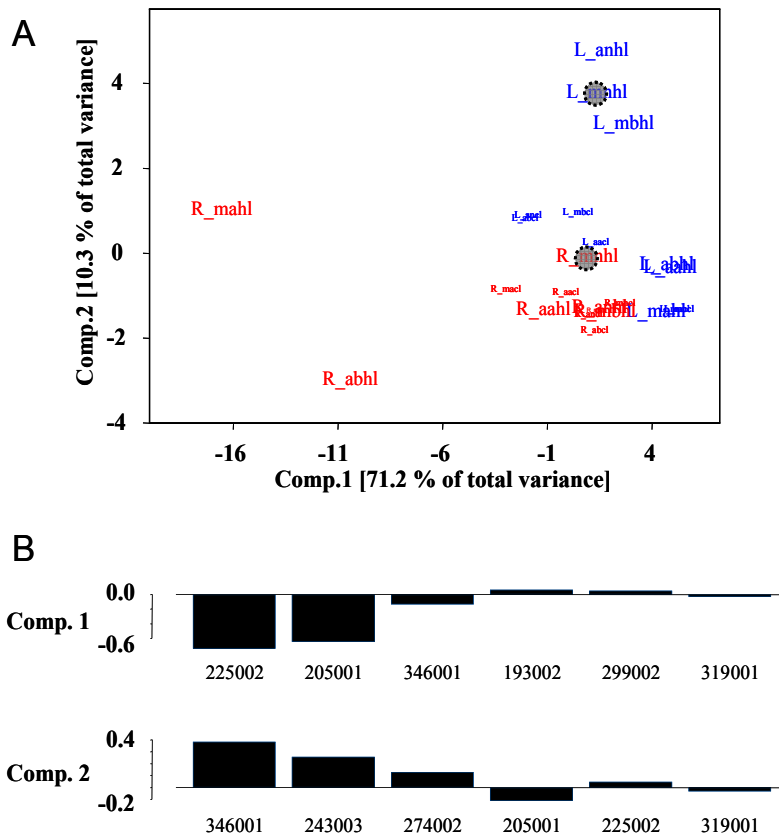 A
Comp.2 [10.3 % of total variance]
4
2
0
-2
-4
L_anhl
L_mbhl
R_mahl
L_mbcl
L_aacl
R_mnhl
L_abhl
L_aahl
R_macl
R_aacl
R_aahl
L_mahl
R_abcl
R_abhl
-16
-11
-6
-1
4
Comp.1 [71.2 % of total variance]
B
Comp. 1
0.0
-0.6
225002 205001 346001 193002 299002 319001
Comp. 2
0.4
-0.2
346001 243003 274002 205001 225002 319001